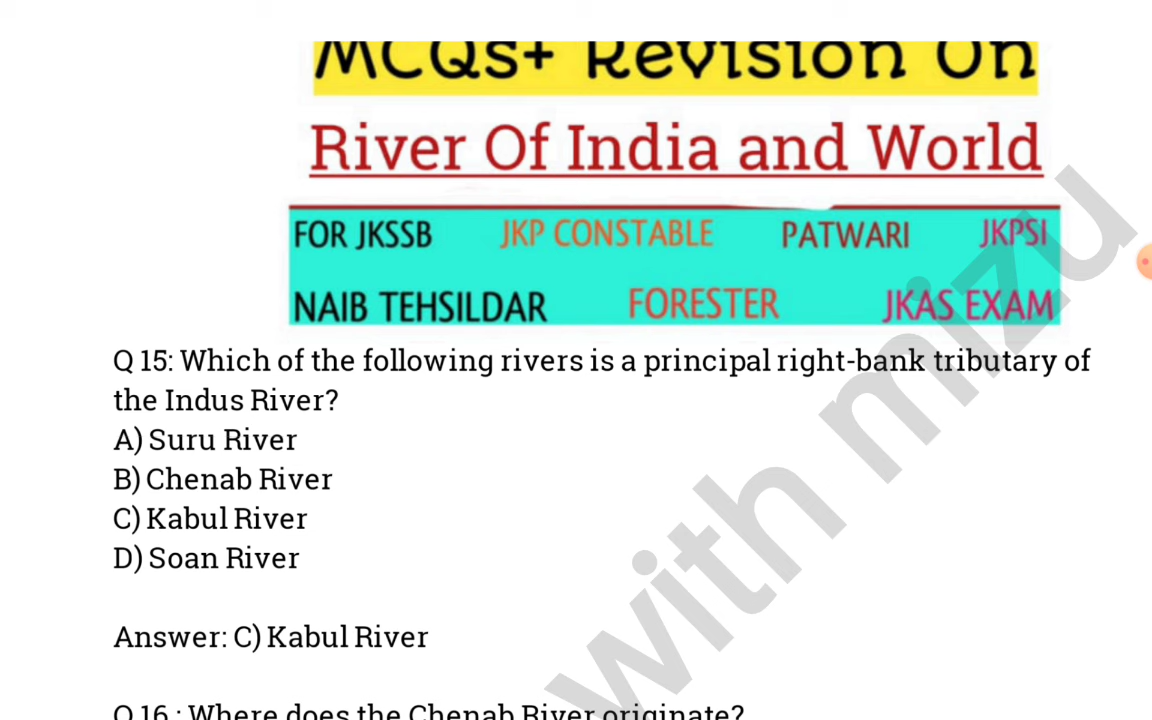 MCQs+ Revision On
River Of India and World
FOR JKSSB JKP CONSTABLE PATWARI JKPSI
NAIB TEHSILDAR FORESTER JKAS EXAM
Q 15: Which of the following rivers is a principal right-bank tributary of
the Indus River?
A) Suru River
B) Chenab River
C) Kabul River
D) Soan River
Answer: C) Kabul River
Q 16 : Where does the Chenab River originate?
with mizu